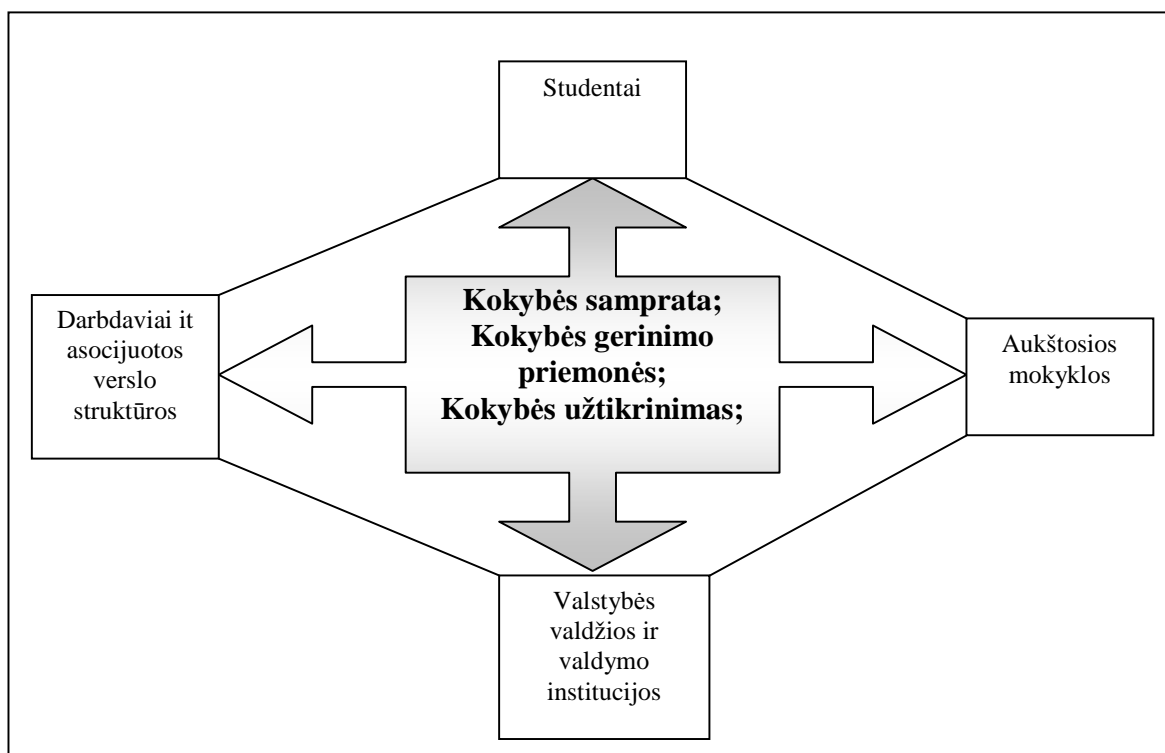 Studentai
Darbdaviai it
asocijuotos
verslo
struktūros
Kokybės samprata;
Kokybės gerinimo
priemonės;
Kokybės užtikrinimas;
Aukštosios
mokyklos
Valstybės
valdžios ir
valdymo
institucijos